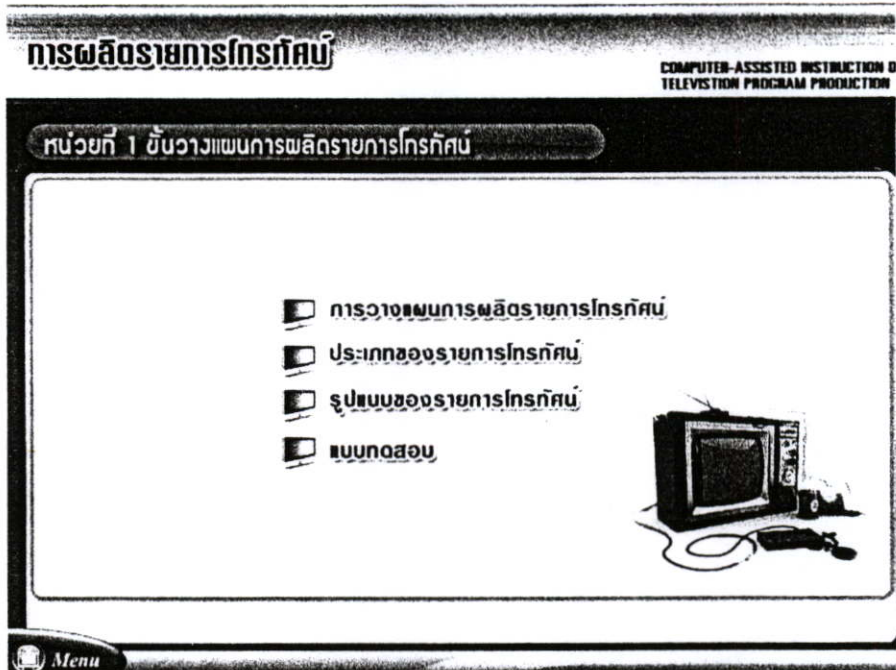 การผลิตรายการโทรทัศน์
COMPUTER-ASSISTED INSTRUCTION O
TELEVISTION PROGRAM PRODUCTION
หน่วยที่ 1 ขั้นวางแผนการผลิตรายการโทรทัศน์
การวางแผนการผลิตรายการโทรทัศน์
ประเภทของรายการโทรทัศน์
รูปแบบของรายการโทรทัศน์
แบบทดสอบ
Menu